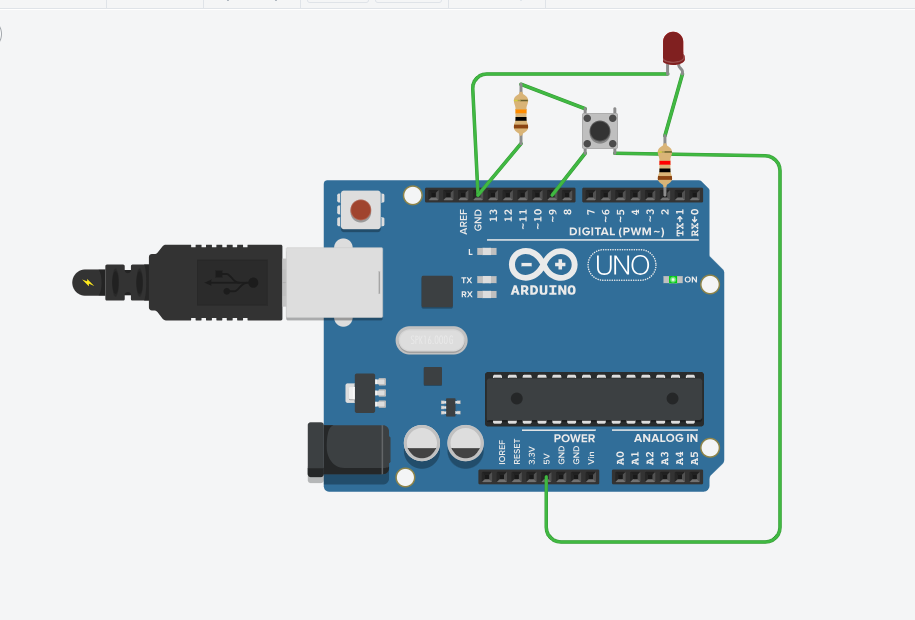 AREF
GND
13
12
~11
~10
~9
8
7
~6
~5
4
~3
2
TX→1
RX←0
DIGITAL (PWM~)
L
TX
RX
UNO
ARDUINO
ON
POWER
ANALOG IN
IOREF
RESET
3.3V
5V
GND
GND
Vin
A0
A1
A2
A3
A4
A5